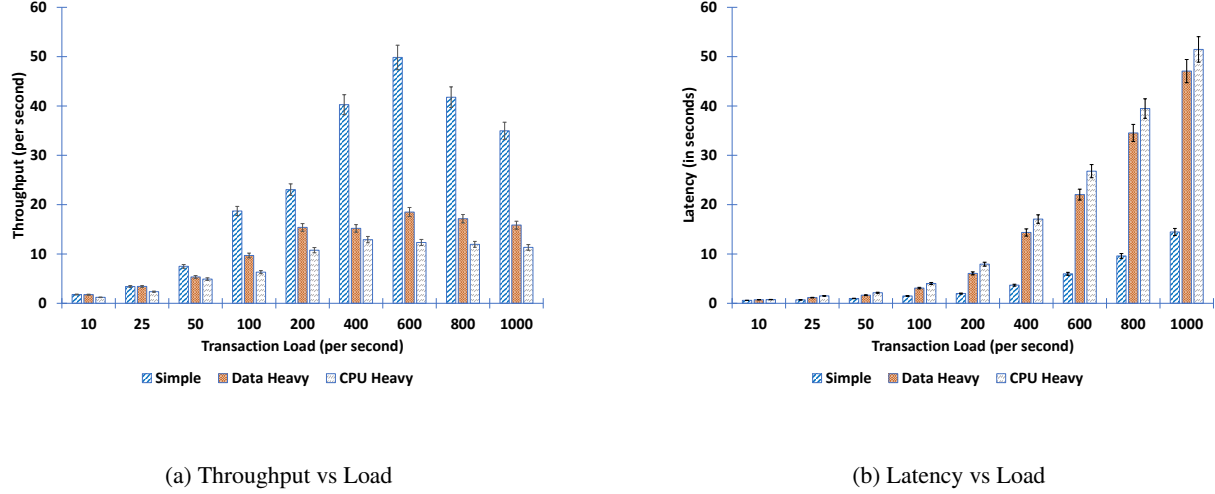 60
50
40
30
20
10
0
Throughput (per second)
10 25 50 100 200 400 600 800 1000
Transaction Load (per second)
Simple Data Heavy CPU Heavy
(a) Throughput vs Load
60
50
40
30
20
10
0
Latency (in seconds)
10 25 50 100 200 400 600 800 1000
Transaction Load (per second)
Simple Data Heavy CPU Heavy
(b) Latency vs Load